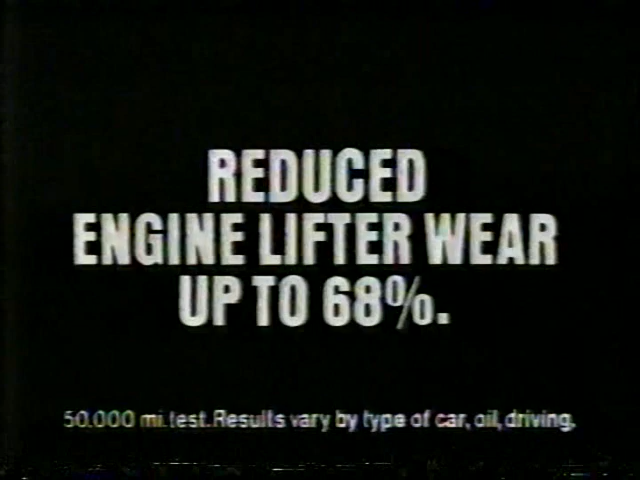 REDUCED
ENGINE LIFTER WEAR
UP TO 68%.
50,000 mi. test. Results vary by type of car, oil, driving.